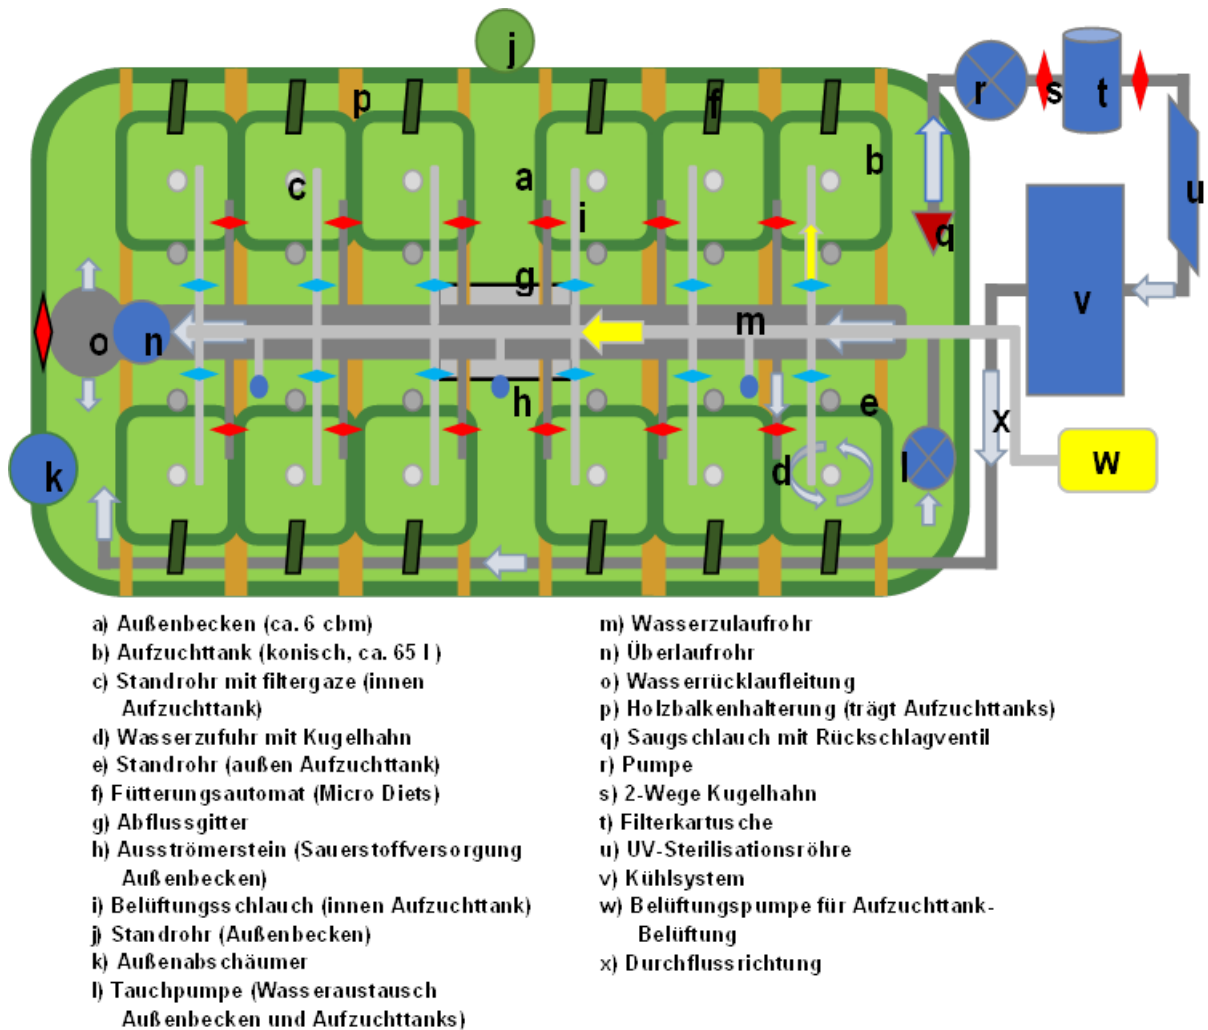 j
r
s
t
p
f
b
c
a
i
u
q
g
v
m
o
n
h
e
x
d
l
w
k
a) Außenbecken (ca. 6 cbm)
b) Aufzuchttank (konisch, ca. 65 l )
c) Standrohr mit filtergaze (innen
Aufzuchttank)
d) Wasserzufuhr mit Kugelhahn
e) Standrohr (außen Aufzuchttank)
f) Fütterungsautomat (Micro Diets)
g) Abflussgitter
h) Ausströmerstein (Sauerstoffversorgung
Außenbecken)
i) Belüftungsschlauch (innen Aufzuchttank)
j) Standrohr (Außenbecken)
k) Außenabschäumer
l) Tauchpumpe (Wasseraustausch
Außenbecken und Aufzuchttanks)
m) Wasserzulaufrohr
n) Überlaufrohr
o) Wasserrücklaufleitung
p) Holzbalkenhalterung (trägt Aufzuchttanks)
q) Saugschlauch mit Rückschlagventil
r) Pumpe
s) 2-Wege Kugelhahn
t) Filterkartusche
u) UV-Sterilisationsröhre
v) Kühlsystem
w) Belüftungspumpe für Aufzuchttank-
Belüftung
x) Durchflussrichtung